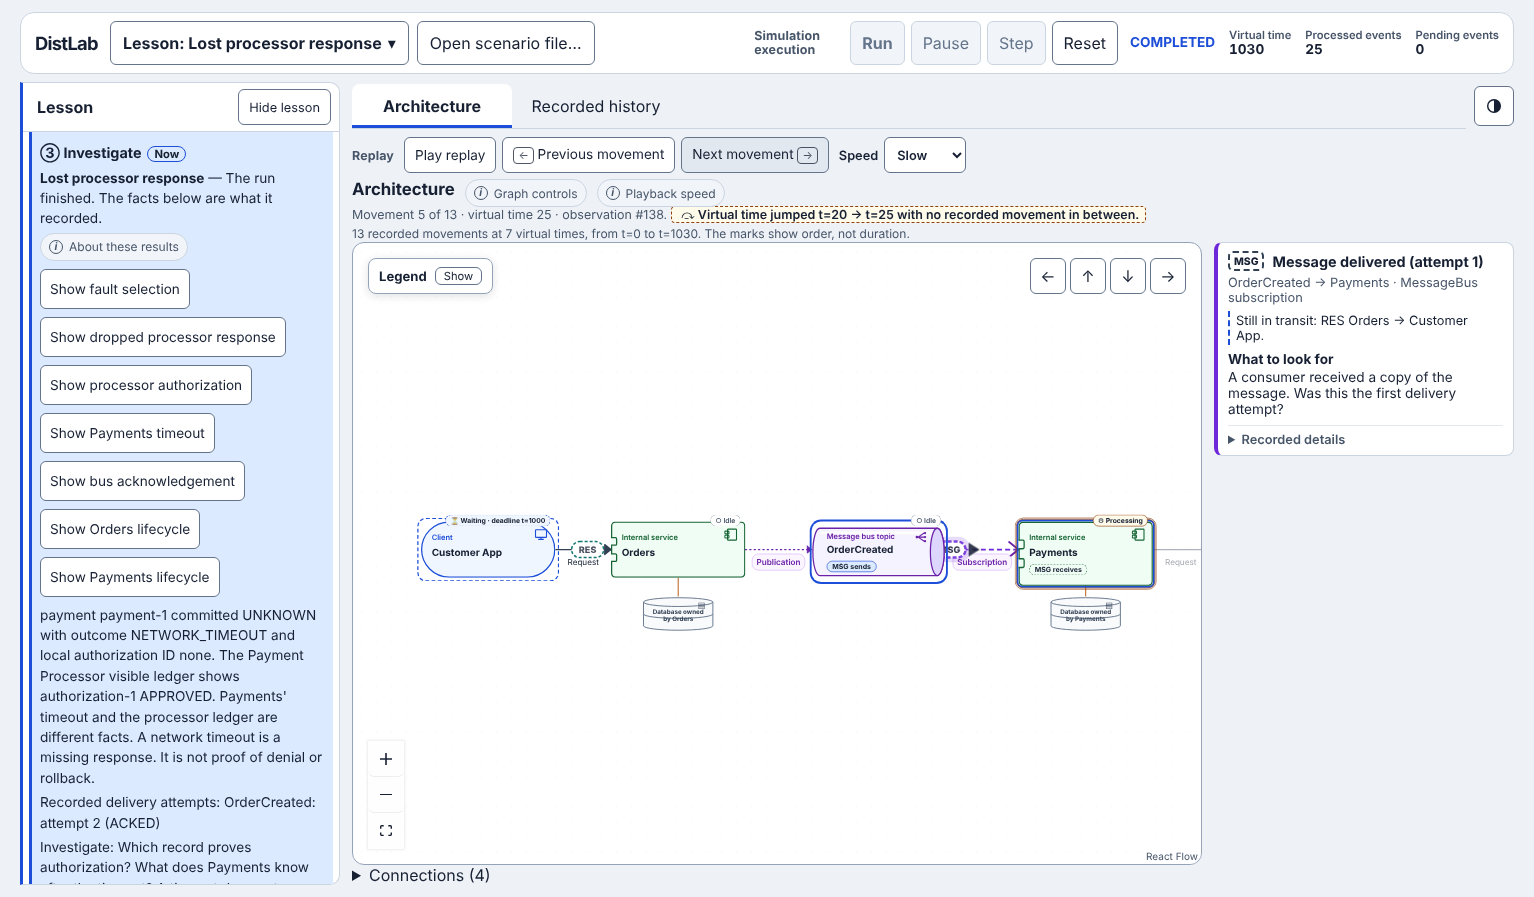 DistLab
Lesson: Lost processor response ▾
Open scenario file...
Simulation execution
Run
Pause
Step
Reset
COMPLETED
Virtual time
1030
Processed events
25
Pending events
0
Lesson
Hide lesson
3 Investigate Now
Lost processor response — The run
finished. The facts below are what it
recorded.
i About these results
Show fault selection
Show dropped processor response
Show processor authorization
Show Payments timeout
Show bus acknowledgement
Show Orders lifecycle
Show Payments lifecycle
payment payment-1 committed UNKNOWN
with outcome NETWORK_TIMEOUT and
local authorization ID none. The Payment
Processor visible ledger shows
authorization-1 APPROVED. Payments'
timeout and the processor ledger are
different facts. A network timeout is a
missing response. It is not proof of denial or
rollback.
Recorded delivery attempts: OrderCreated:
attempt 2 (ACKED)
Investigate: Which record proves
authorization? What does Payments know
Architecture
Recorded history
Replay
Play replay
← Previous movement
Next movement →
Speed
Slow
Architecture
i Graph controls
i Playback speed
Movement 5 of 13 · virtual time 25 · observation #138. Virtual time jumped t=20 → t=25 with no recorded movement in between.
13 recorded movements at 7 virtual times, from t=0 to t=1030. The marks show order, not duration.
Legend Show
← ↑ ↓ →
Waiting · deadline t=1000
Client
Customer App
RES
Request
Idle
Internal service
Orders
Database owned
by Orders
Publication
Idle
Message bus topic
OrderCreated
MSG sends
SG
Subscription
Processing
Internal service
Payments
MSG receives
Database owned
by Payments
Request
+
−
React Flow
Connections (4)
MSG Message delivered (attempt 1)
OrderCreated → Payments · MessageBus
subscription
Still in transit: RES Orders → Customer
App.
What to look for
A consumer received a copy of the
message. Was this the first delivery
attempt?
Recorded details